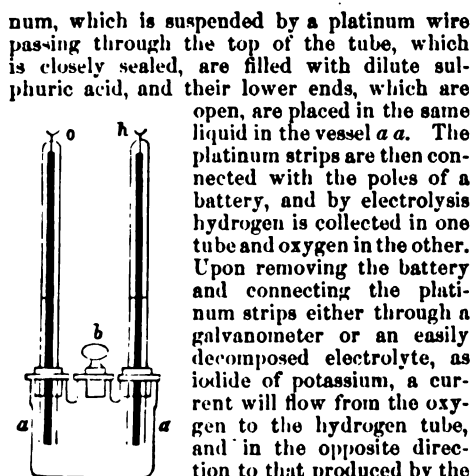 num, which is suspended by a platinum wire
passing through the top of the tube, which
is closely sealed, are filled with dilute sul-
phuric acid, and their lower ends, which are
open, are placed in the same
liquid in the vessel a a. The
platinum strips are then con-
nected with the poles of a
battery, and by electrolysis
hydrogen is collected in one
tube and oxygen in the other.
Upon removing the battery
and connecting the plati-
num strips either through a
galvanometer or an easily
decomposed electrolyte, as
iodide of potassium, a cur-
rent will flow from the oxy-
gen to the hydrogen tube,
and in the opposite direc-
tion to that produced by the
o
h
b
a
a